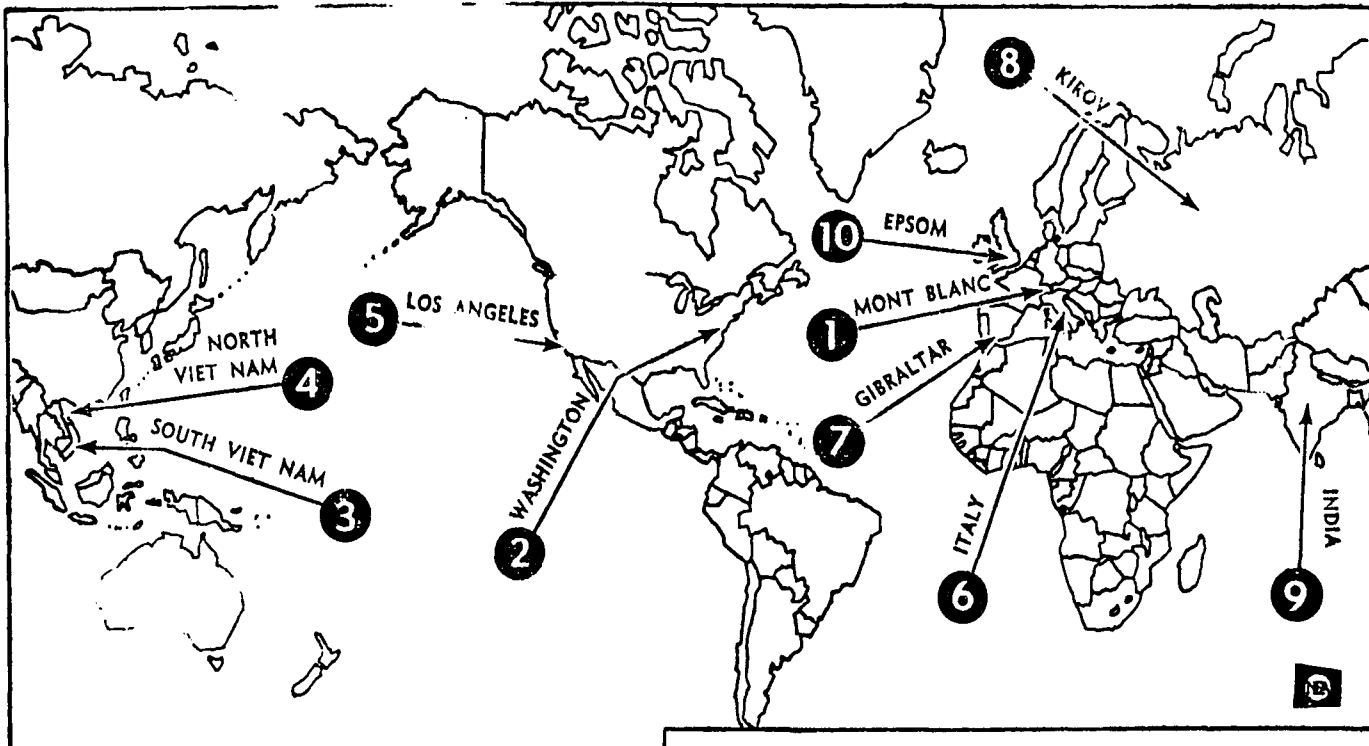 8
KIROV
10
EPSOM
1
MONT BLANC
5
LOS ANGELES
NORTH
VIET NAM
4
7
GIBRALTAR
SOUTH VIET NAM
3
2
WASHINGTON
6
ITALY
9
INDIA
NEA